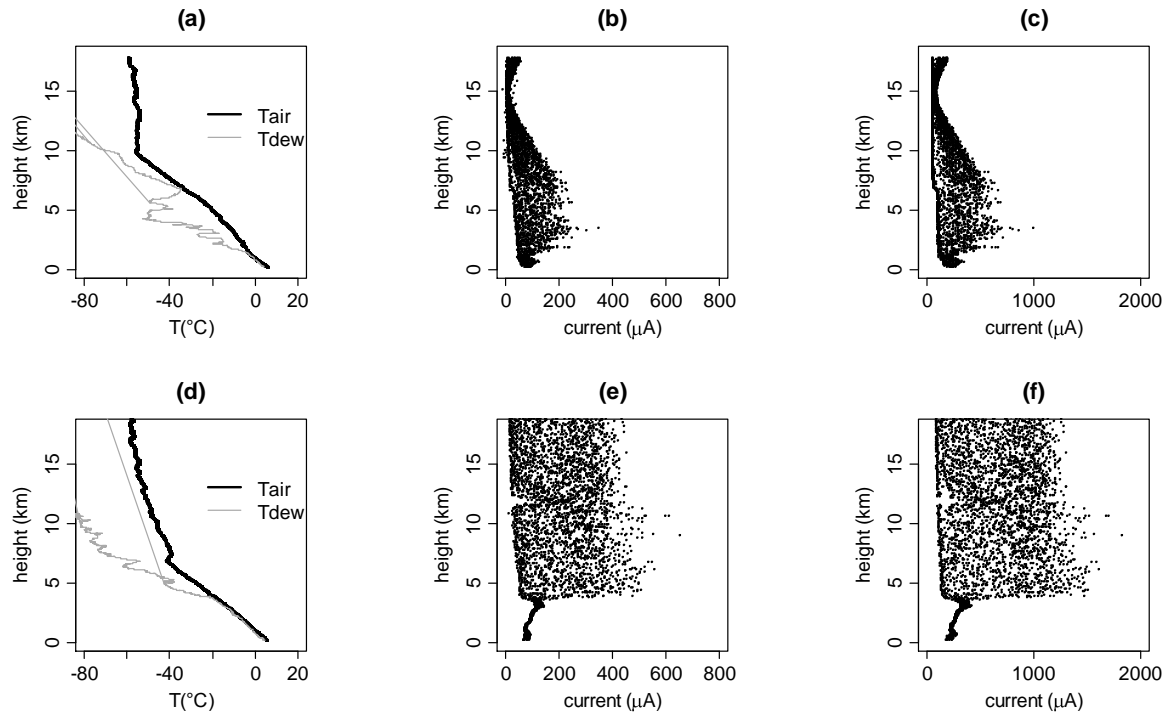 (a)
height (km)
15
10
5
0
Tair
Tdew
-80
-40
0
20
T(°C)
(b)
height (km)
15
10
5
0
0
200
400
600
800
current (μA)
(c)
height (km)
15
10
5
0
0
1000
2000
current (μA)
(d)
height (km)
15
10
5
0
Tair
Tdew
-80
-40
0
20
T(°C)
(e)
height (km)
15
10
5
0
0
200
400
600
800
current (μA)
(f)
height (km)
15
10
5
0
0
1000
2000
current (μA)